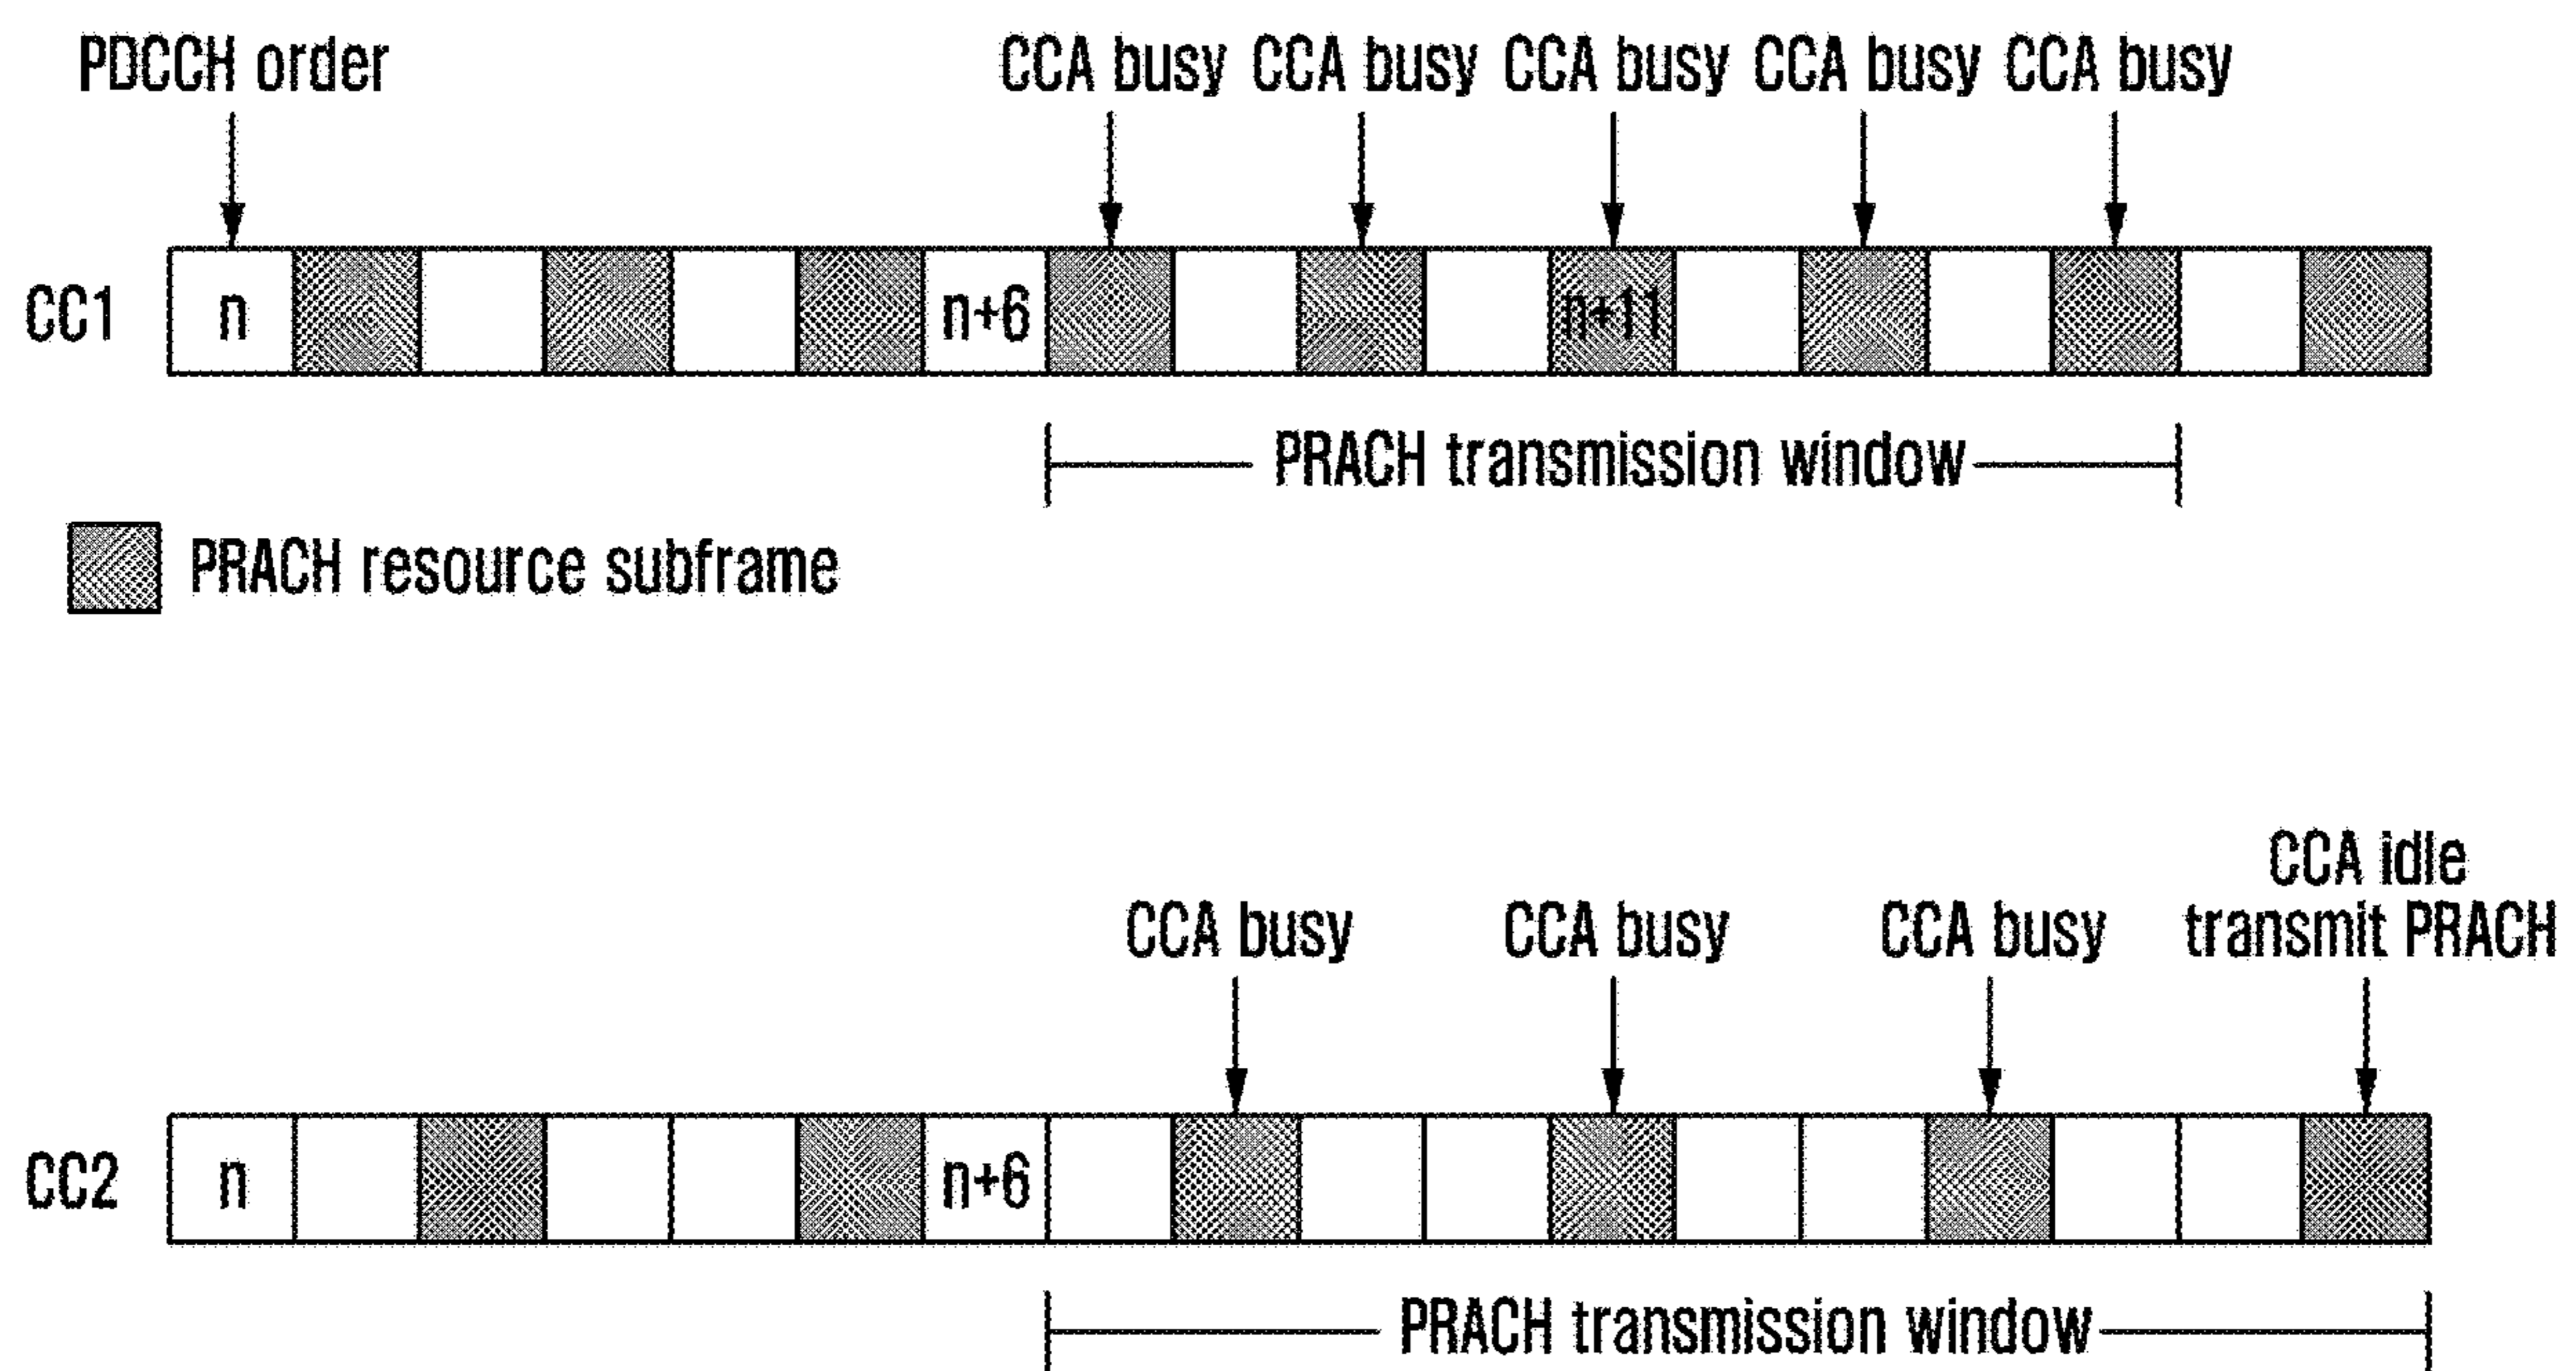 PDCCH order
CCA busy CCA busy CCA busy CCA busy CCA busy
CC1
n
n+6
n+11
PRACH transmission window
PRACH resource subframe
CCA idle
transmit PRACH
CCA busy
CCA busy
CCA busy
CC2
n
n+6
PRACH transmission window